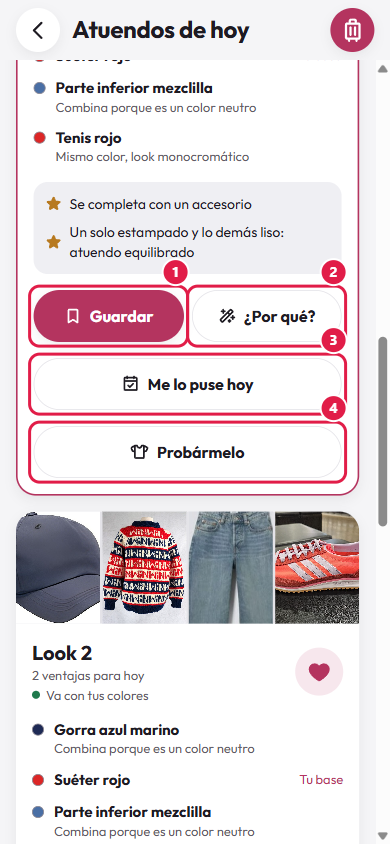 Atuendos de hoy
Suéter rojo
Parte inferior mezclilla
Combina porque es un color neutro
Tenis rojo
Mismo color, look monocromático
Se completa con un accesorio
Un solo estampado y lo demás liso:
atuendo equilibrado
1
2
Guardar
¿Por qué?
3
Me lo puse hoy
4
Probármelo
Look 2
2 ventajas para hoy
Va con tus colores
Gorra azul marino
Combina porque es un color neutro
Suéter rojo
Tu base
Parte inferior mezclilla
Combina porque es un color neutro